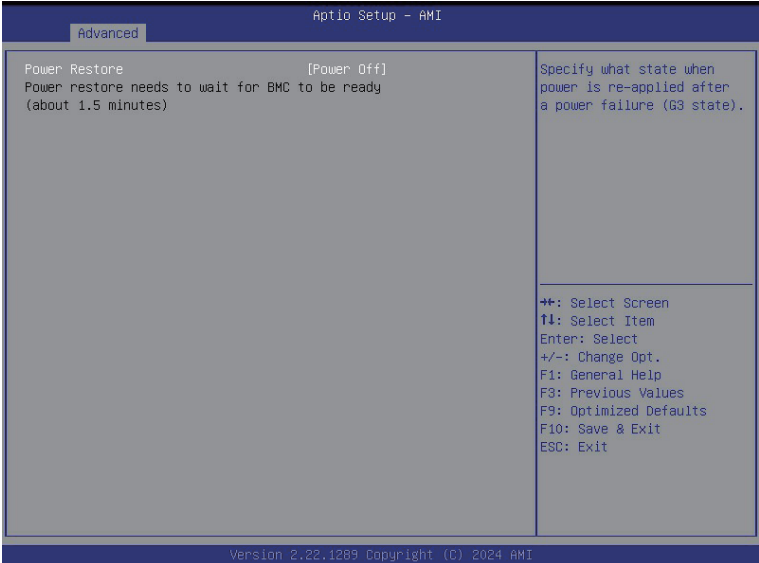 Aptio Setup - AMI
Advanced
Power Restore [Power Off]
Power restore needs to wait for BMC to be ready
(about 1.5 minutes)
Specify what state when
power is re-applied after
a power failure (G3 state).
→←: Select Screen
↑↓: Select Item
Enter: Select
+/-: Change Opt.
F1: General Help
F3: Previous Values
F9: Optimized Defaults
F10: Save & Exit
ESC: Exit
Version 2.22.1289 Copyright (C) 2024 AMI